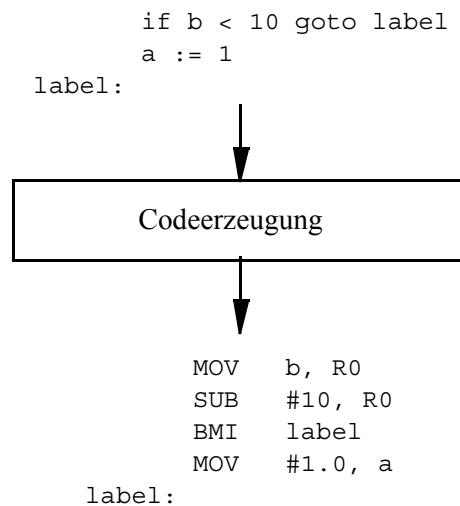 if b < 10 goto label
a := 1
label:
Codeerzeugung
MOV b, R0
SUB #10, R0
BMI label
MOV #1.0, a
label: